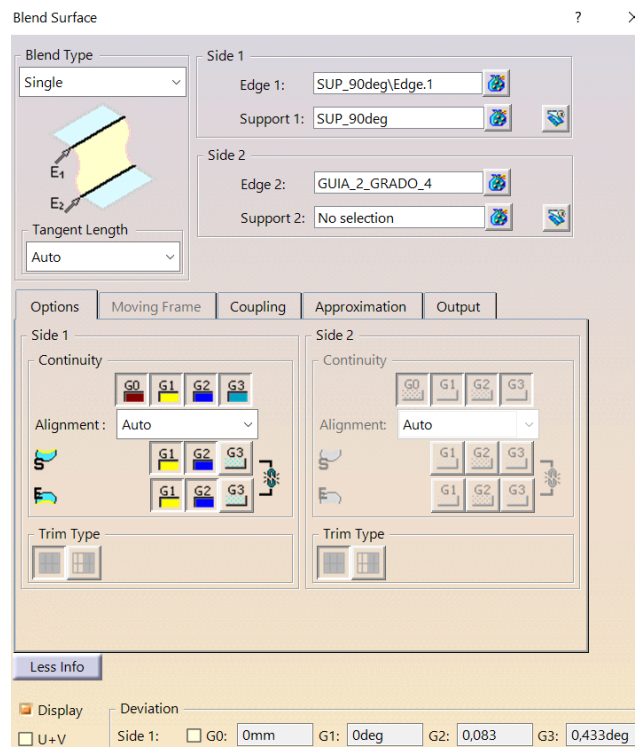 Blend Surface ? ×
Blend Type
Single
E1
E2
Tangent Length
Auto
Side 1
Edge 1: SUP_90deg\Edge.1
Support 1: SUP_90deg
Side 2
Edge 2: GUIA_2_GRADO_4
Support 2: No selection
Options Moving Frame Coupling Approximation Output
Side 1
Continuity
G0 G1 G2 G3
Alignment : Auto
S G1 G2 G3
E G1 G2 G3
Trim Type
Side 2
Continuity
G0 G1 G2 G3
Alignment: Auto
S G1 G2 G3
E G1 G2 G3
Trim Type
Less Info
Display
U+V
Deviation
Side 1: G0: 0mm G1: 0deg G2: 0,083 G3: 0,433deg